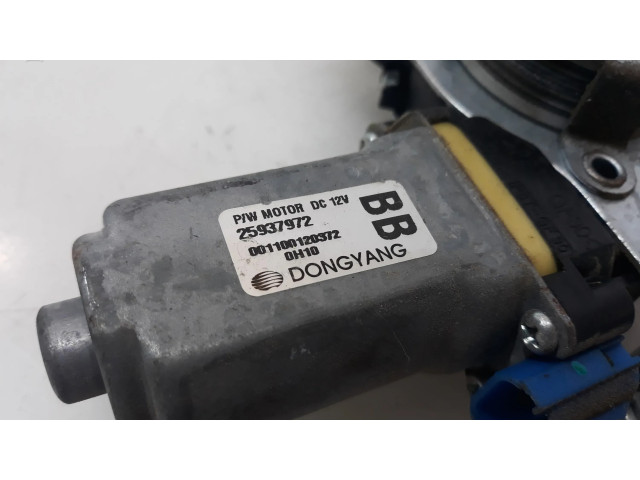 P/W MOTOR DC 12V
25937972
001100120372
0H10
DONGYANG
BB